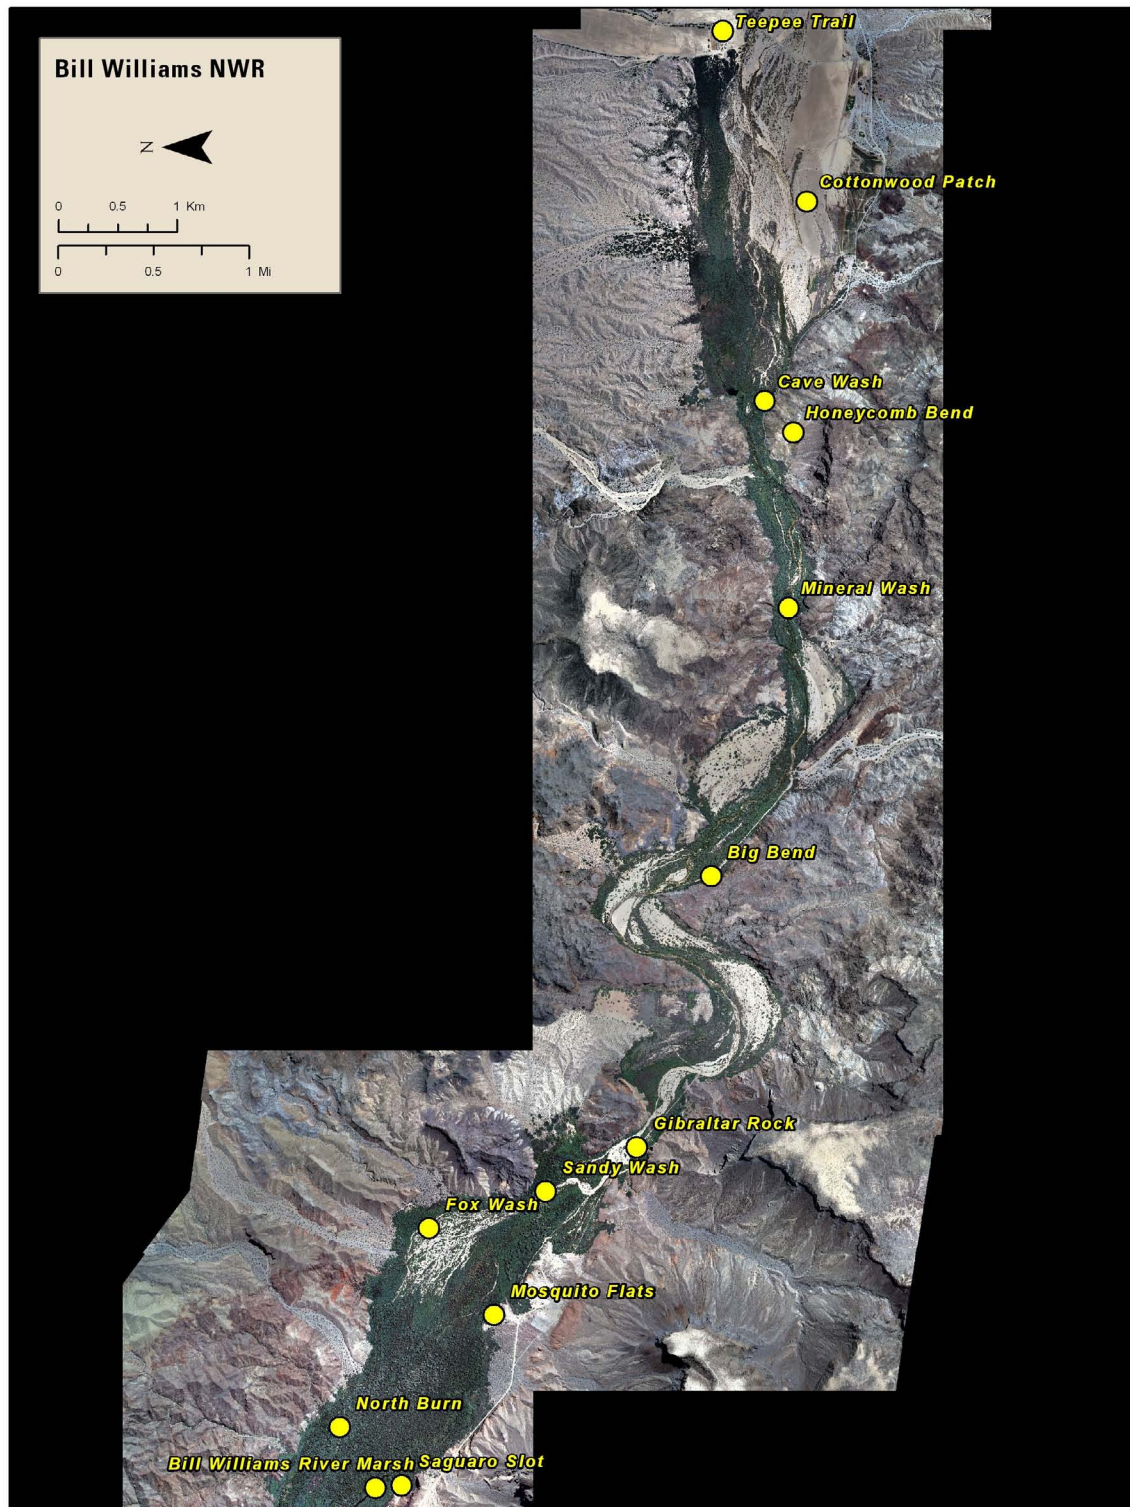 Teepee Trail
Bill Williams NWR
N
0 0.5 1 Km
0 0.5 1 Mi
Cottonwood Patch
Cave Wash
Honeycomb Bend
Mineral Wash
Big Bend
Gibraltar Rock
Sandy Wash
Fox Wash
Mosquito Flats
North Burn
Bill Williams River Marsh
Saguaro Slot